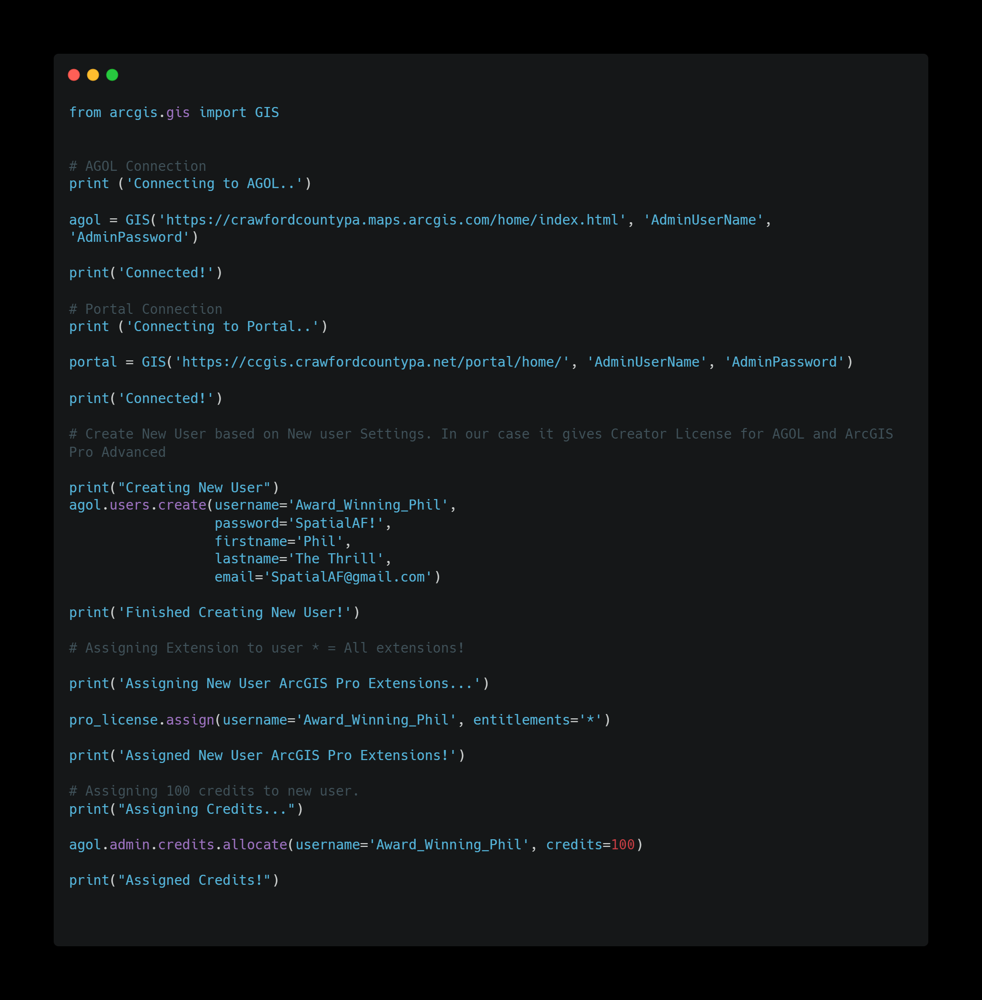 from arcgis.gis import GIS
# AGOL Connection
print ('Connecting to AGOL..')
agol = GIS('https://crawfordcountypa.maps.arcgis.com/home/index.html', 'AdminUserName',
'AdminPassword')
print('Connected!')
# Portal Connection
print ('Connecting to Portal..')
portal = GIS('https://ccgis.crawfordcountypa.net/portal/home/', 'AdminUserName', 'AdminPassword')
print('Connected!')
# Create New User based on New user Settings. In our case it gives Creator License for AGOL and ArcGIS
Pro Advanced
print("Creating New User")
agol.users.create(username='Award_Winning_Phil',
                  password='SpatialAF!',
                  firstname='Phil',
                  lastname='The Thrill',
                  email='SpatialAF@gmail.com')
print('Finished Creating New User!')
# Assigning Extension to user * = All extensions!
print('Assigning New User ArcGIS Pro Extensions...')
pro_license.assign(username='Award_Winning_Phil', entitlements='*')
print('Assigned New User ArcGIS Pro Extensions!')
# Assigning 100 credits to new user.
print("Assigning Credits...")
agol.admin.credits.allocate(username='Award_Winning_Phil', credits=100)
print("Assigned Credits!")